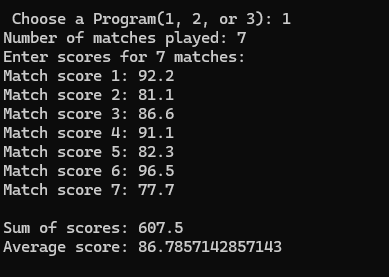 Choose a Program(1, 2, or 3): 1
Number of matches played: 7
Enter scores for 7 matches:
Match score 1: 92.2
Match score 2: 81.1
Match score 3: 86.6
Match score 4: 91.1
Match score 5: 82.3
Match score 6: 96.5
Match score 7: 77.7
Sum of scores: 607.5
Average score: 86.7857142857143